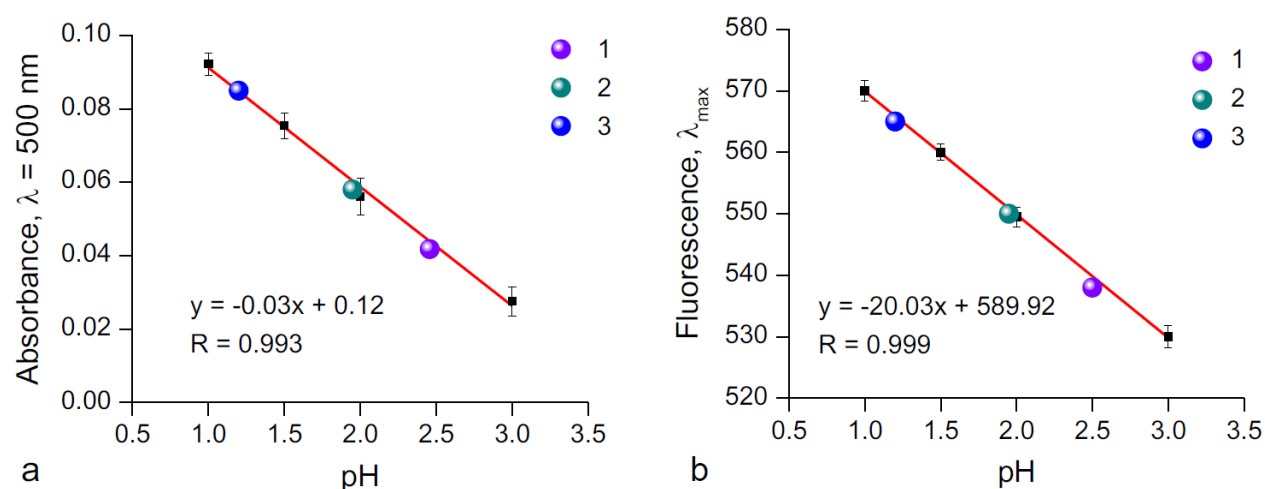 Absorbance, λ = 500 nm
0.10
0.08
0.06
0.04
0.02
0.00
0.5 1.0 1.5 2.0 2.5 3.0 3.5
pH
1
2
3
y = -0.03x + 0.12
R = 0.993
a
Fluorescence, λmax
580
570
560
550
540
530
520
0.5 1.0 1.5 2.0 2.5 3.0 3.5
pH
1
2
3
y = -20.03x + 589.92
R = 0.999
b